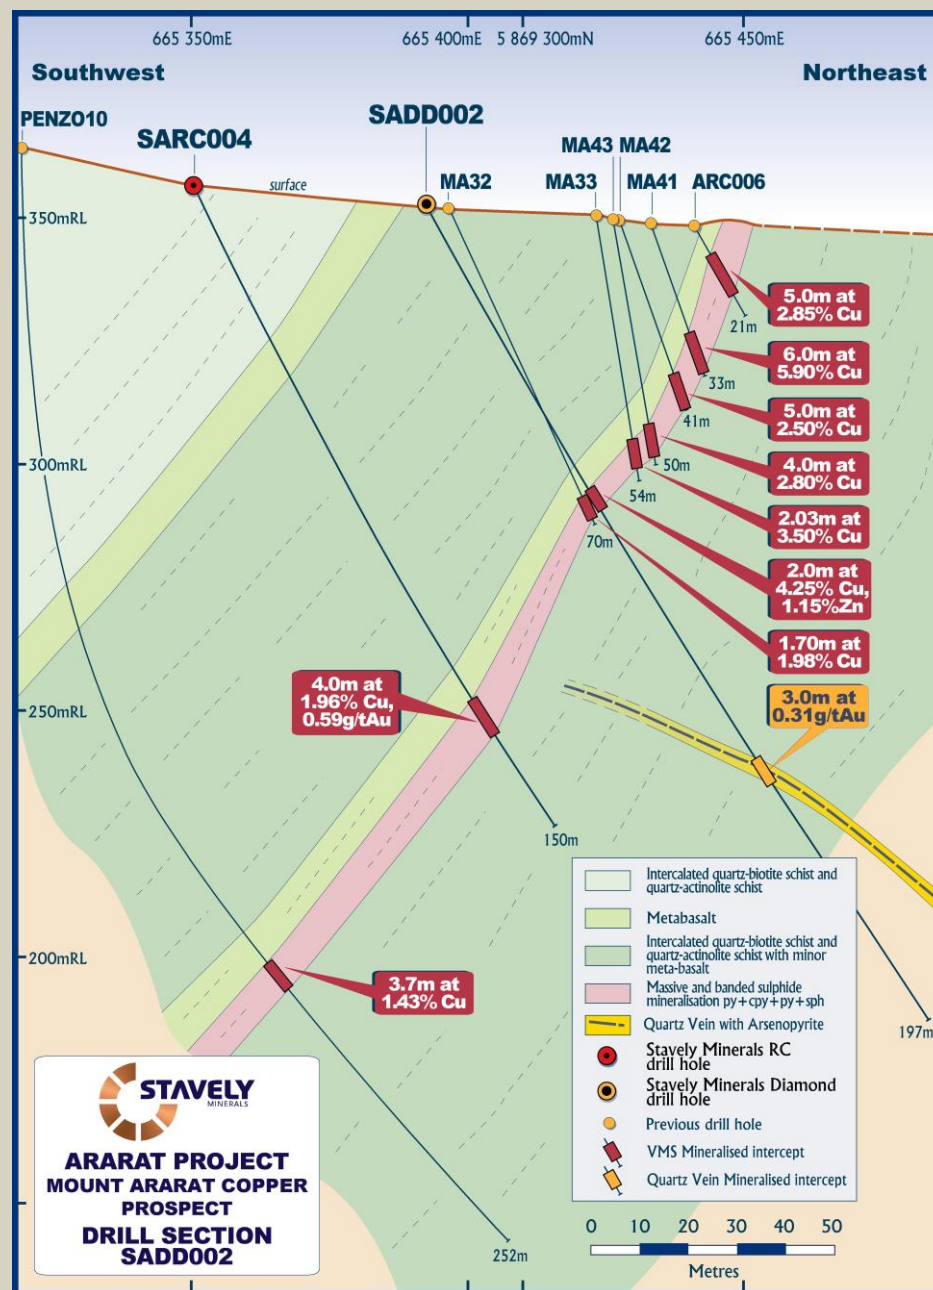 665 350mE
665 400mE
5 869 300mN
665 450mE
Southwest
Northeast
PENZO10
SARC004
SADD002
MA43
MA42
MA32
MA33
MA41
ARC006
surface
350mRL
300mRL
250mRL
200mRL
5.0m at
2.85% Cu
21m
6.0m at
5.90% Cu
33m
5.0m at
2.50% Cu
41m
4.0m at
2.80% Cu
50m
2.03m at
3.50% Cu
54m
2.0m at
4.25% Cu,
1.15%Zn
70m
1.70m at
1.98% Cu
4.0m at
1.96% Cu,
0.59g/tAu
3.0m at
0.31g/tAu
150m
3.7m at
1.43% Cu
197m
252m
Intercalated quartz-biotite schist and
quartz-actinolite schist
Metabasalt
Intercalated quartz-biotite schist and
quartz-actinolite schist with minor
meta-basalt
Massive and banded sulphide
mineralisation py+cpy+py+sph
Quartz Vein with Arsenopyrite
Stavely Minerals RC
drill hole
Stavely Minerals Diamond
drill hole
Previous drill hole
VMS Mineralised intercept
Quartz Vein Mineralised intercept
0 10 20 30 40 50
Metres
STAVELY
MINERALS
ARARAT PROJECT
MOUNT ARARAT COPPER
PROSPECT
DRILL SECTION
SADD002